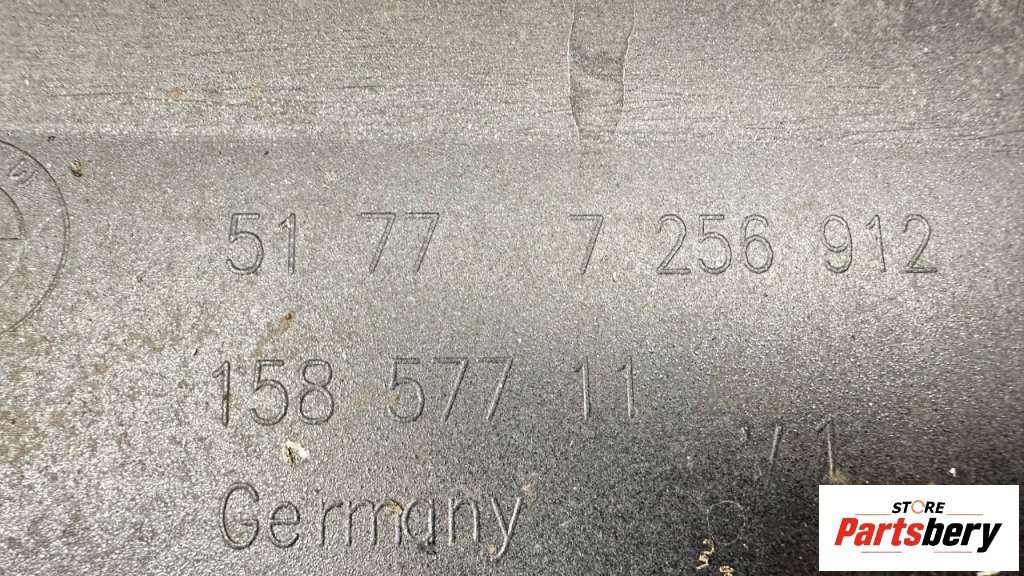 51 77 7 256 912
158 577 11
Germany
STORE
Partsbery